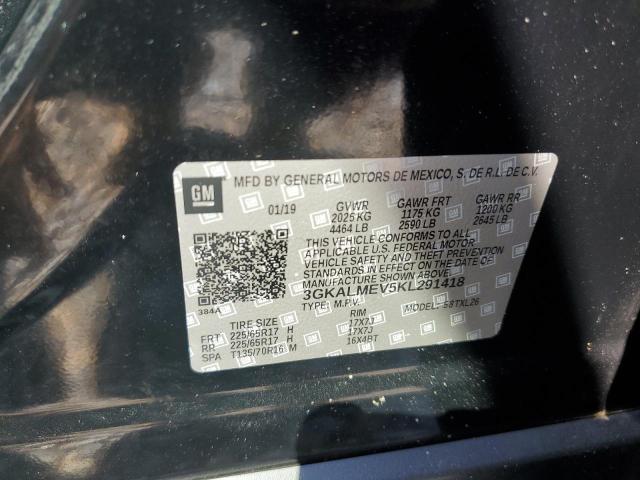 GM
MFD BY GENERAL MOTORS DE MEXICO, S. DE R.L. DE C.V.
01/19 GVWR GAWR FRT GAWR RR
2025 KG 1175 KG 1200 KG
4464 LB 2590 LB 2645 LB
THIS VEHICLE CONFORMS TO ALL
APPLICABLE U.S. FEDERAL MOTOR
VEHICLE SAFETY AND THEFT PREVENTION
STANDARDS IN EFFECT ON THE DATE OF
MANUFACTURE SHOWN ABOVE.
3GKALMEV5KL291418
384A TYPE: M.P.V. MODEL: S8TXL26
TIRE SIZE RIM
FRT 225/65R17 H 17X7J
RR 225/65R17 H 17X7J
SPA T135/70R16 M 16X4BT